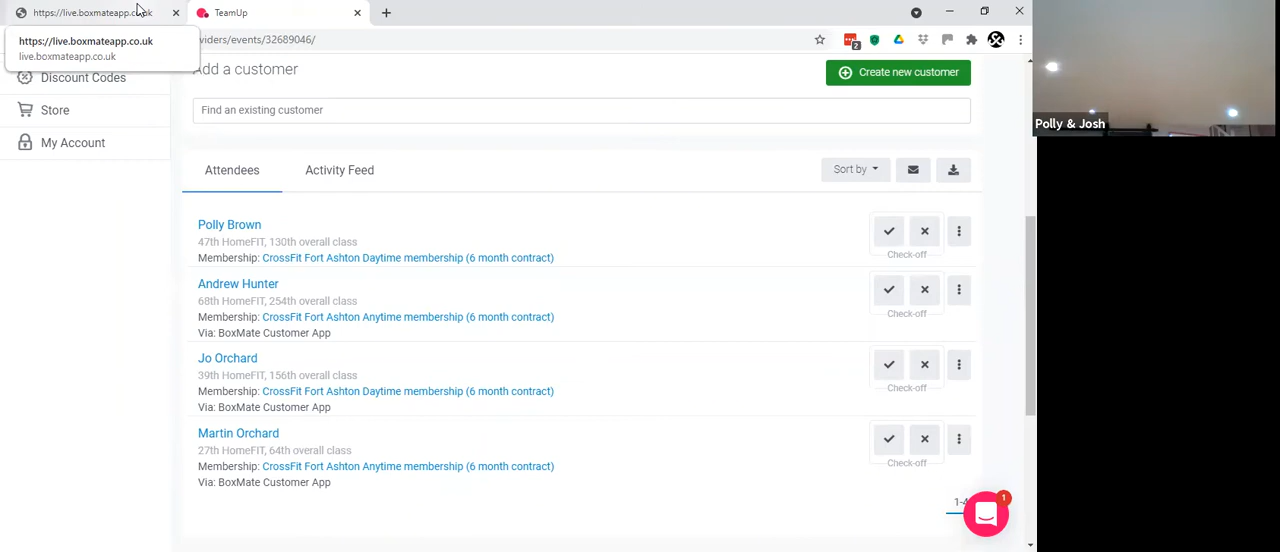 https://live.boxmateapp.co.uk
TeamUp
https://live.boxmateapp.co.uk
live.boxmateapp.co.uk
viders/events/32689046/
2
Discount Codes
Store
My Account
Add a customer
Create new customer
Find an existing customer
Attendees
Activity Feed
Sort by
Polly Brown
47th HomeFIT, 130th overall class
Membership: CrossFit Fort Ashton Daytime membership (6 month contract)
Check-off
Andrew Hunter
68th HomeFIT, 254th overall class
Membership: CrossFit Fort Ashton Anytime membership (6 month contract)
Via: BoxMate Customer App
Check-off
Jo Orchard
39th HomeFIT, 156th overall class
Membership: CrossFit Fort Ashton Daytime membership (6 month contract)
Via: BoxMate Customer App
Check-off
Martin Orchard
27th HomeFIT, 64th overall class
Membership: CrossFit Fort Ashton Anytime membership (6 month contract)
Via: BoxMate Customer App
Check-off
1
Polly & Josh